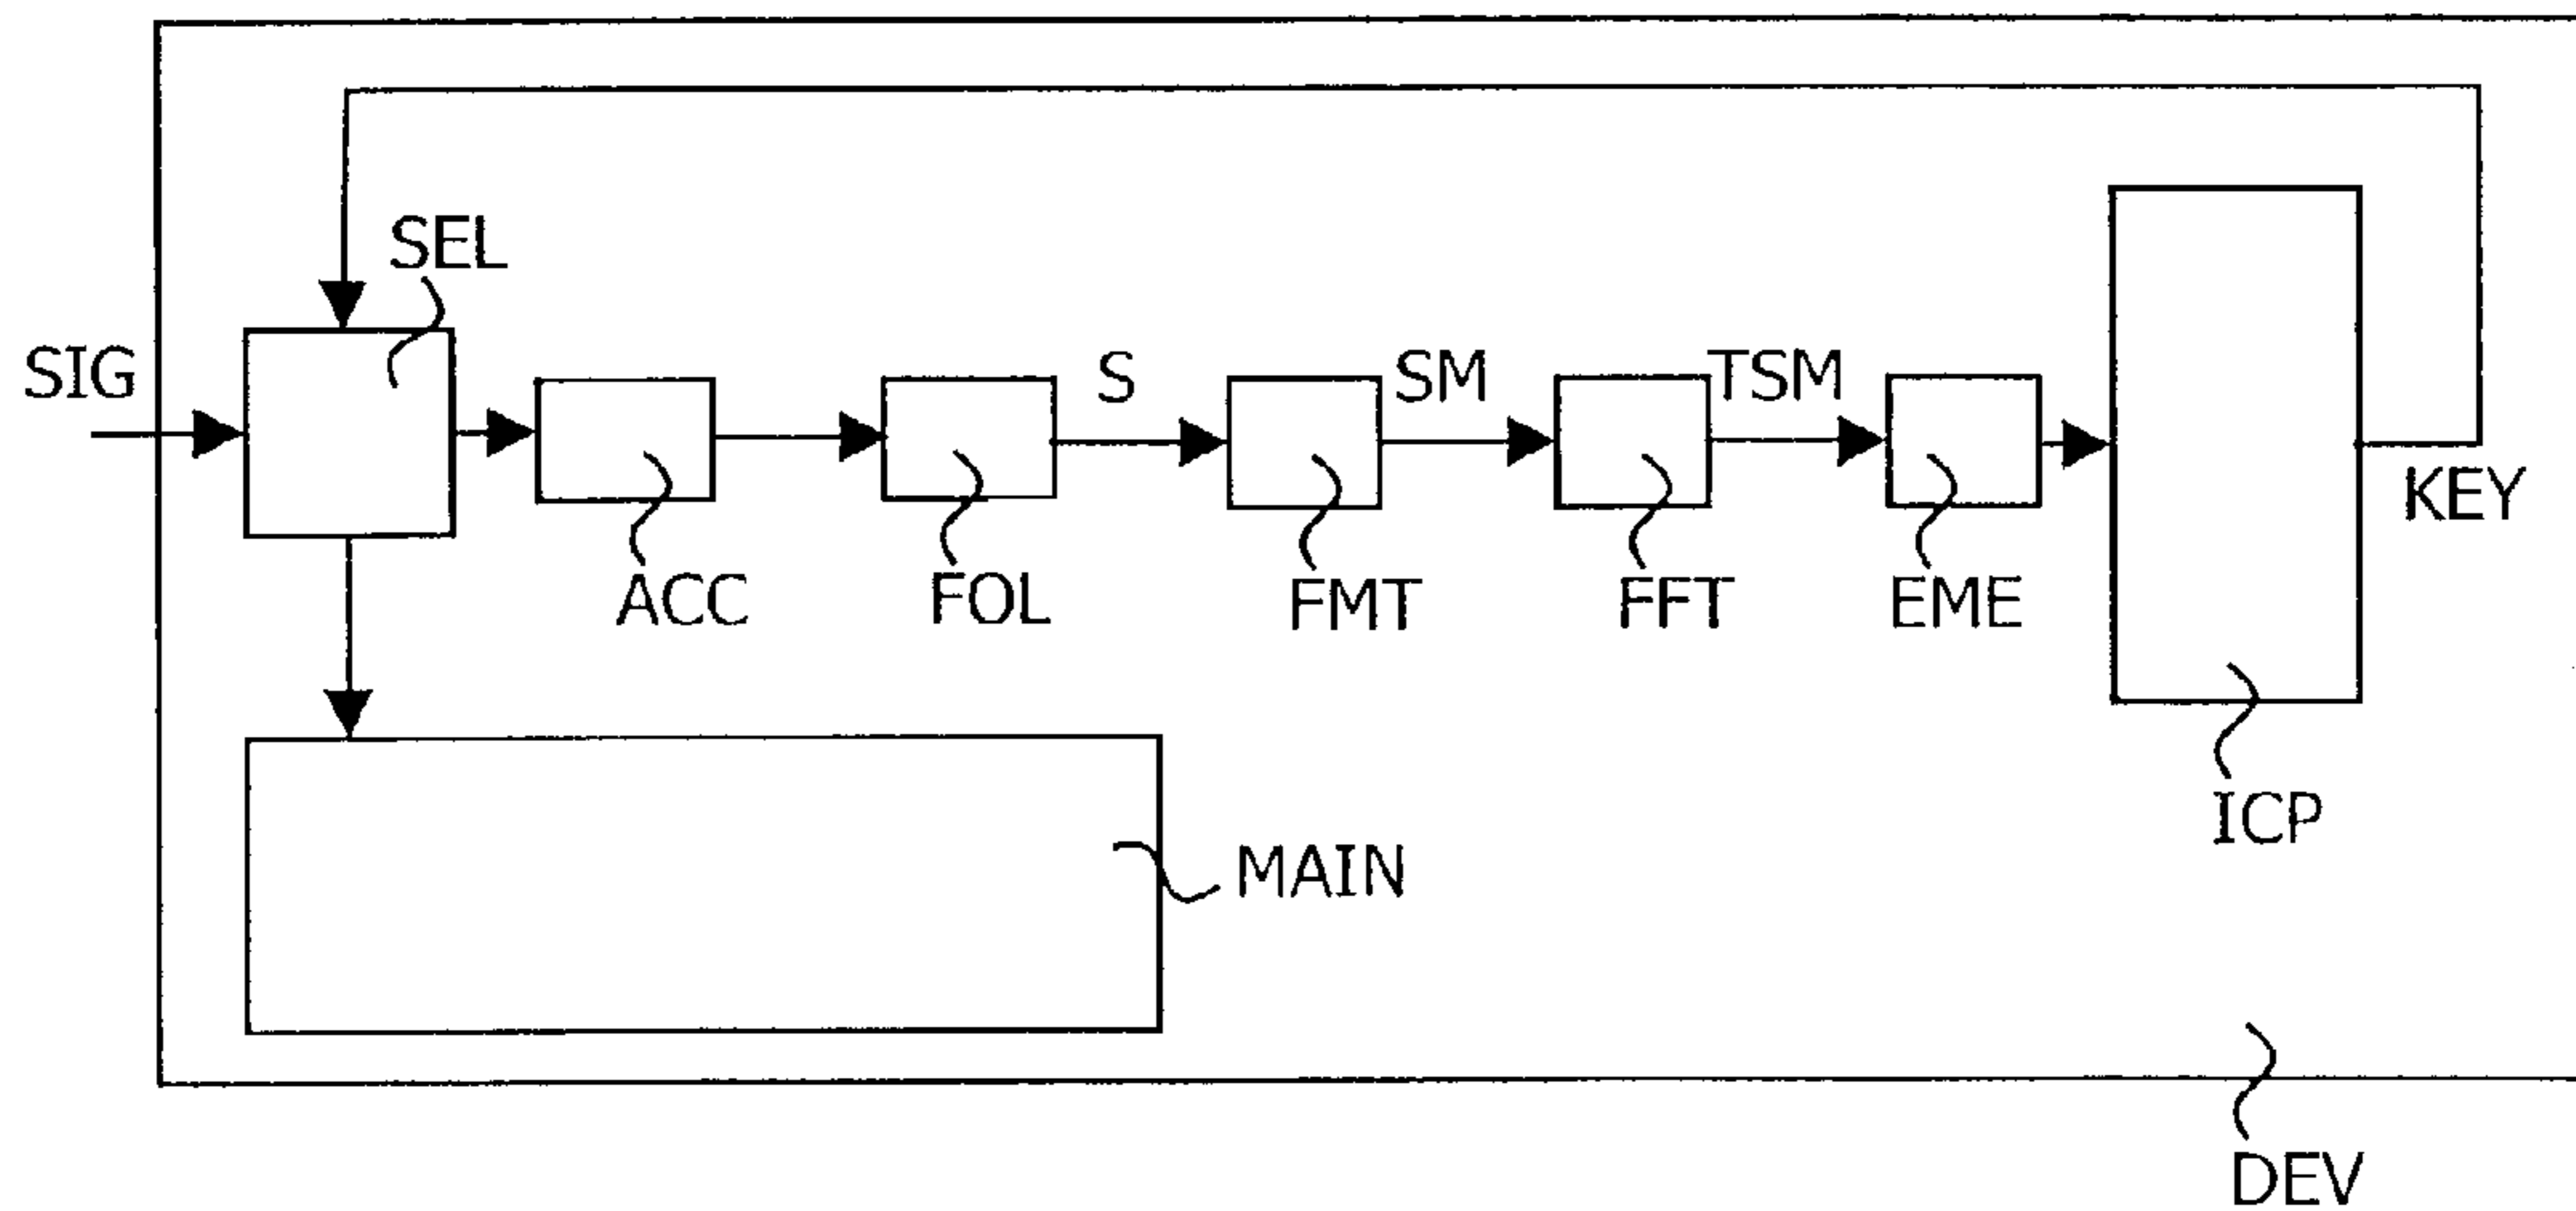 SEL
SIG
S
SM
TSM
KEY
ACC
FOL
FMT
FFT
EME
ICP
MAIN
DEV